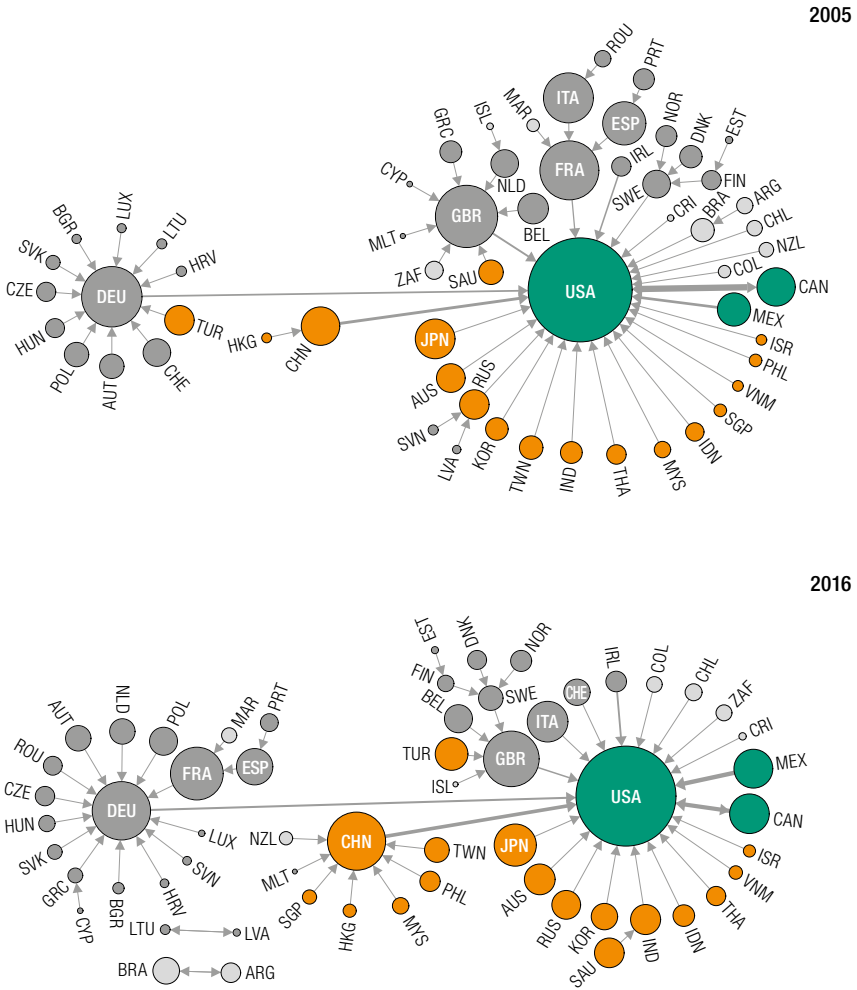 2005
ROU
PRT
ITA
MAR
ISL
ESP
NOR
DNK
EST
GRC
FRA
IRL
CYP
NLD
SWE
FIN
GBR
CRI
BRA
ARG
BEL
CHL
MLT
NZL
ZAF
SAU
COL
LUX
BGR
LTU
SVK
HRV
CZE
DEU
USA
CAN
MEX
TUR
HUN
HKG
CHN
JPN
ISR
POL
AUT
CHE
AUS
RUS
PHL
VNM
SVN
SGP
LVA
KOR
TWN
IND
THA
MYS
IDN
2016
EST
DNK
NOR
FIN
SWE
CHE
IRL
COL
CHL
BEL
ITA
ZAF
NLD
POL
MAR
PRT
AUT
CRI
TUR
GBR
ROU
FRA
ESP
MEX
ISL
CZE
USA
DEU
CAN
HUN
LUX
NZL
CHN
JPN
SVK
TWN
ISR
SVN
MLT
PHL
VNM
GRC
AUS
THA
CYP
BGR
HRV
SGP
HKG
MYS
RUS
KOR
IND
IDN
LTU
LVA
SAU
BRA
ARG